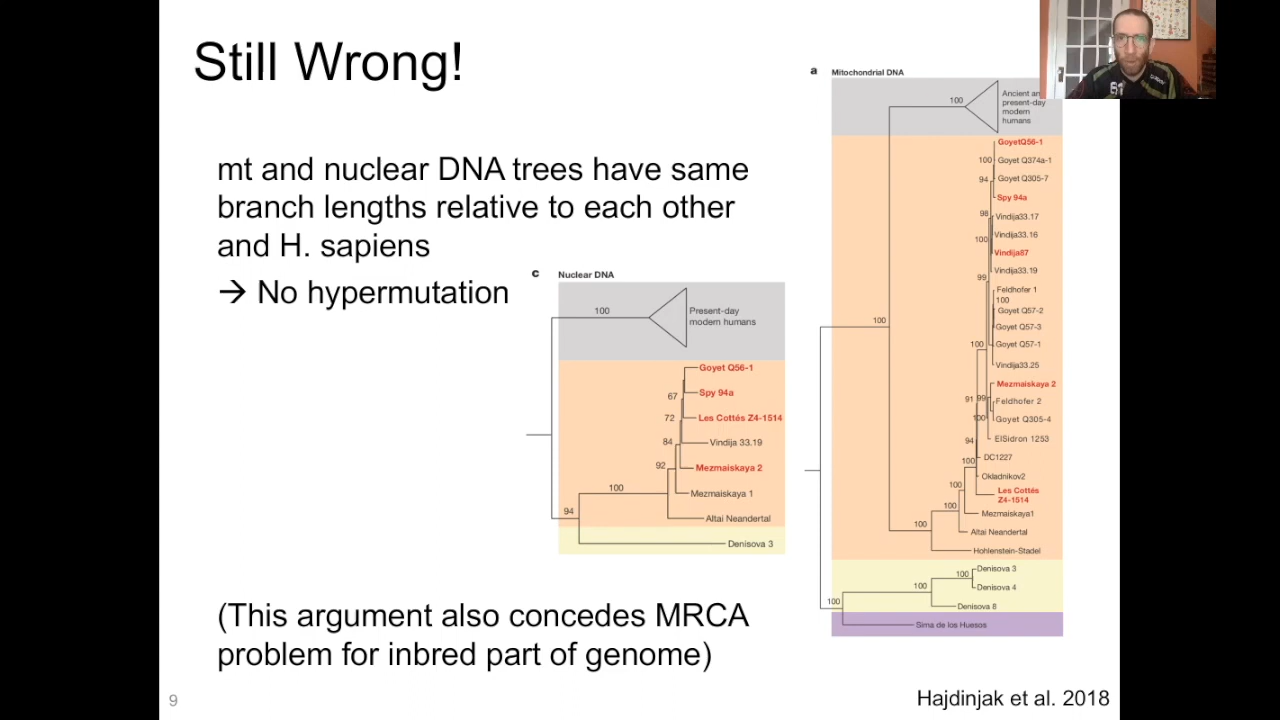 Still Wrong!
mt and nuclear DNA trees have same
branch lengths relative to each other
and H. sapiens
→ No hypermutation
c Nuclear DNA
100
Present-day
modern humans
Goyet Q56-1
67
Spy 94a
72
Les Cottés Z4-1514
84
Vindija 33.19
92
Mezmaiskaya 2
100
Mezmaiskaya 1
94
Altai Neandertal
Denisova 3
a Mitochondrial DNA
100
Ancient an
present-day
modern
humans
GoyetQ56-1
100
Goyet Q374a-1
94
Goyet Q305-7
Spy 94a
98
Vindija33.17
Vindija33.16
100
Vindija87
Vindija33.19
99
Feldhofer 1
100
Goyet Q57-2
100
Goyet Q57-3
100
Goyet Q57-1
Vindija33.25
Mezmaiskaya 2
91
99
Feldhofer 2
100
Goyet Q305-4
94
ElSidron 1253
DC1227
100
Okladnikov2
100
Les Cottés
Z4-1514
100
Mezmaiskaya1
100
Altai Neandertal
Hohlenstein-Stadel
100
Denisova 3
100
Denisova 4
100
Denisova 8
Sima de los Huesos
(This argument also concedes MRCA
problem for inbred part of genome)
9
Hajdinjak et al. 2018